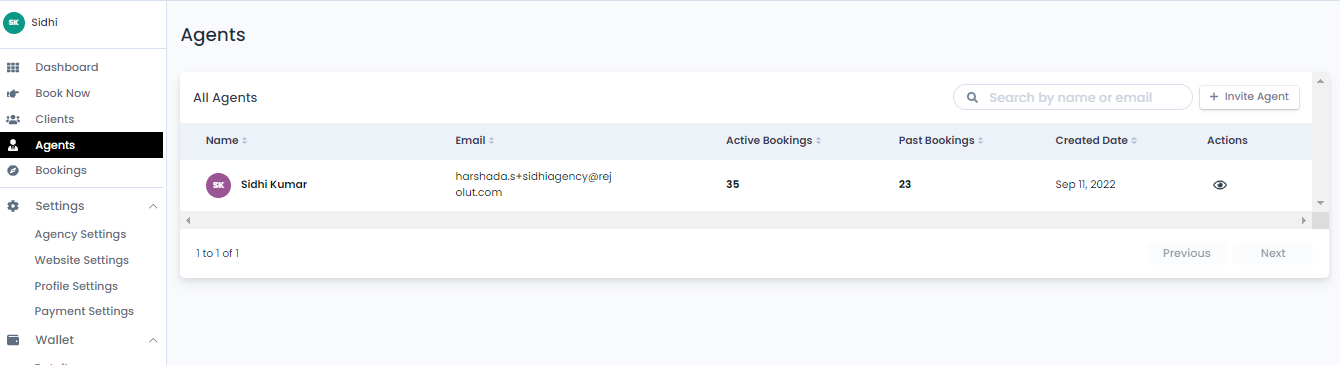 SK Sidhi
Dashboard
Book Now
Clients
Agents
Bookings
Settings
Agency Settings
Website Settings
Profile Settings
Payment Settings
Wallet
Agents
All Agents
Search by name or email
+ Invite Agent
Name Email Active Bookings Past Bookings Created Date Actions
SK Sidhi Kumar harshada.s+sidhiagency@rej
olut.com 35 23 Sep 11, 2022
1 to 1 of 1
Previous Next